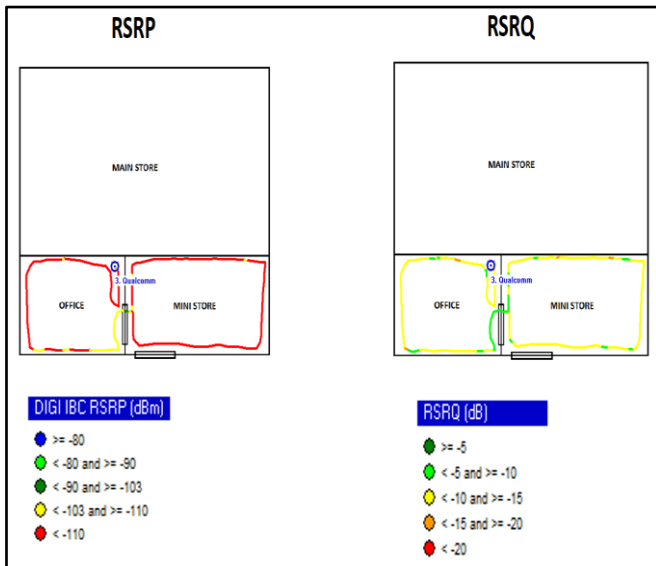 RSRP
MAIN STORE
3. Qualcomm
OFFICE
MINI STORE
DIGI IBC RSRP (dBm)
>= -80
< -80 and >= -90
< -90 and >= -103
< -103 and >= -110
< -110
RSRQ
MAIN STORE
3. Qualcomm
OFFICE
MINI STORE
RSRQ (dB)
>= -5
< -5 and >= -10
< -10 and >= -15
< -15 and >= -20
< -20